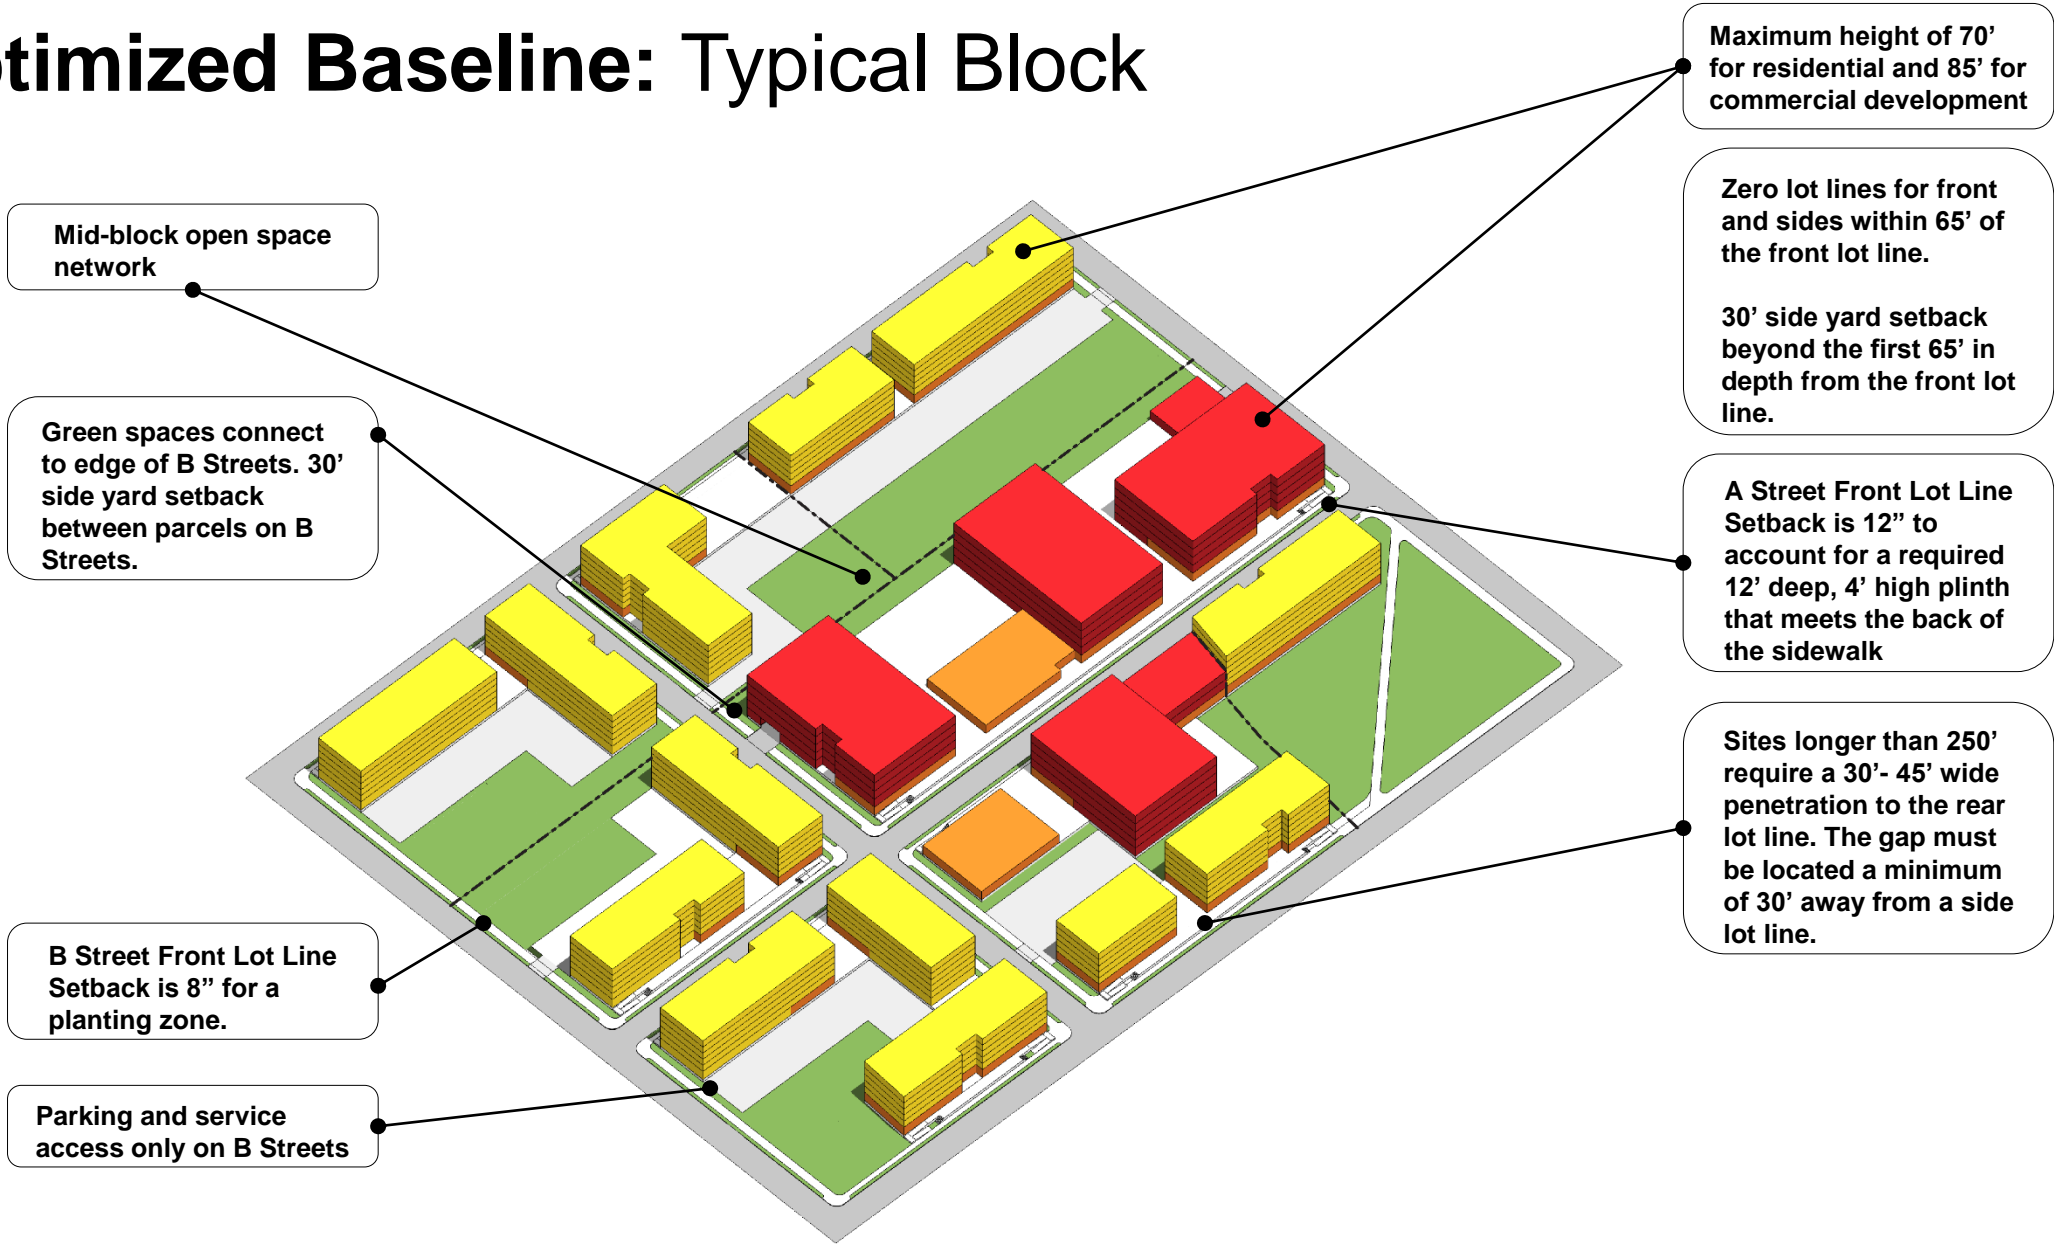 ptimized Baseline: Typical Block
Maximum height of 70’
for residential and 85’ for
commercial development
Mid-block open space
network
Zero lot lines for front
and sides within 65’ of
the front lot line.
30’ side yard setback
beyond the first 65’ in
depth from the front lot
line.
Green spaces connect
to edge of B Streets. 30’
side yard setback
between parcels on B
Streets.
A Street Front Lot Line
Setback is 12” to
account for a required
12’ deep, 4’ high plinth
that meets the back of
the sidewalk
Sites longer than 250’
require a 30’- 45’ wide
penetration to the rear
lot line. The gap must
be located a minimum
of 30’ away from a side
lot line.
B Street Front Lot Line
Setback is 8” for a
planting zone.
Parking and service
access only on B Streets